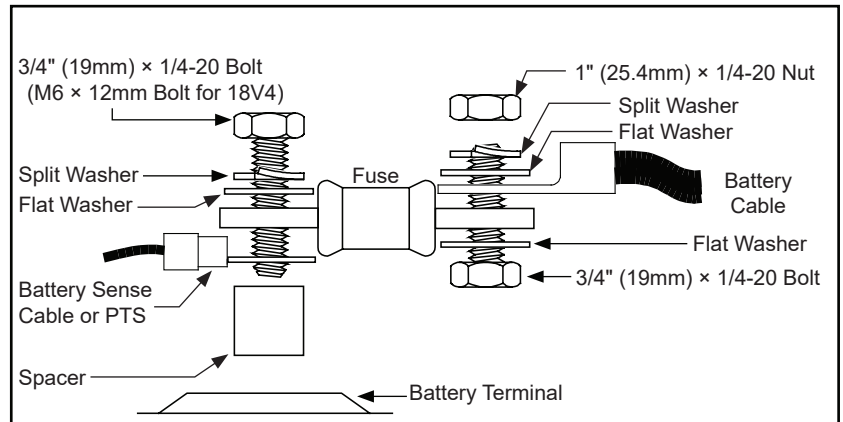 3/4" (19mm) × 1/4-20 Bolt
(M6 × 12mm Bolt for 18V4)
Split Washer
Flat Washer
Battery Sense
Cable or PTS
Spacer
Fuse
1" (25.4mm) × 1/4-20 Nut
Split Washer
Flat Washer
Battery
Cable
Flat Washer
3/4" (19mm) × 1/4-20 Bolt
Battery Terminal